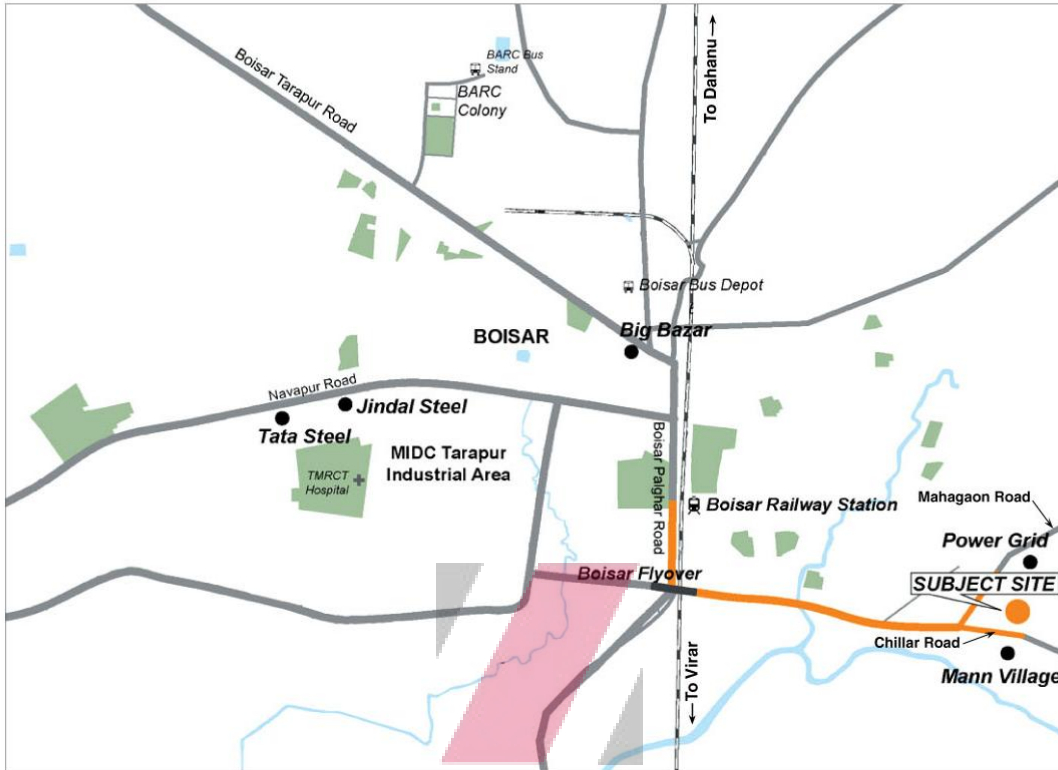 To Dahanu
BARC Bus
Stand
BARC
Colony
Boisar Tarapur Road
Boisar Bus Depot
BOISAR
Big Bazar
Navapur Road
Jindal Steel
Tata Steel
MIDC Tarapur
Industrial Area
TMRCT
Hospital
Boisar Palghar Road
Boisar Railway Station
Mahagaon Road
Power Grid
Boisar Flyover
SUBJECT SITE
Chillar Road
Mann Village
To Virar